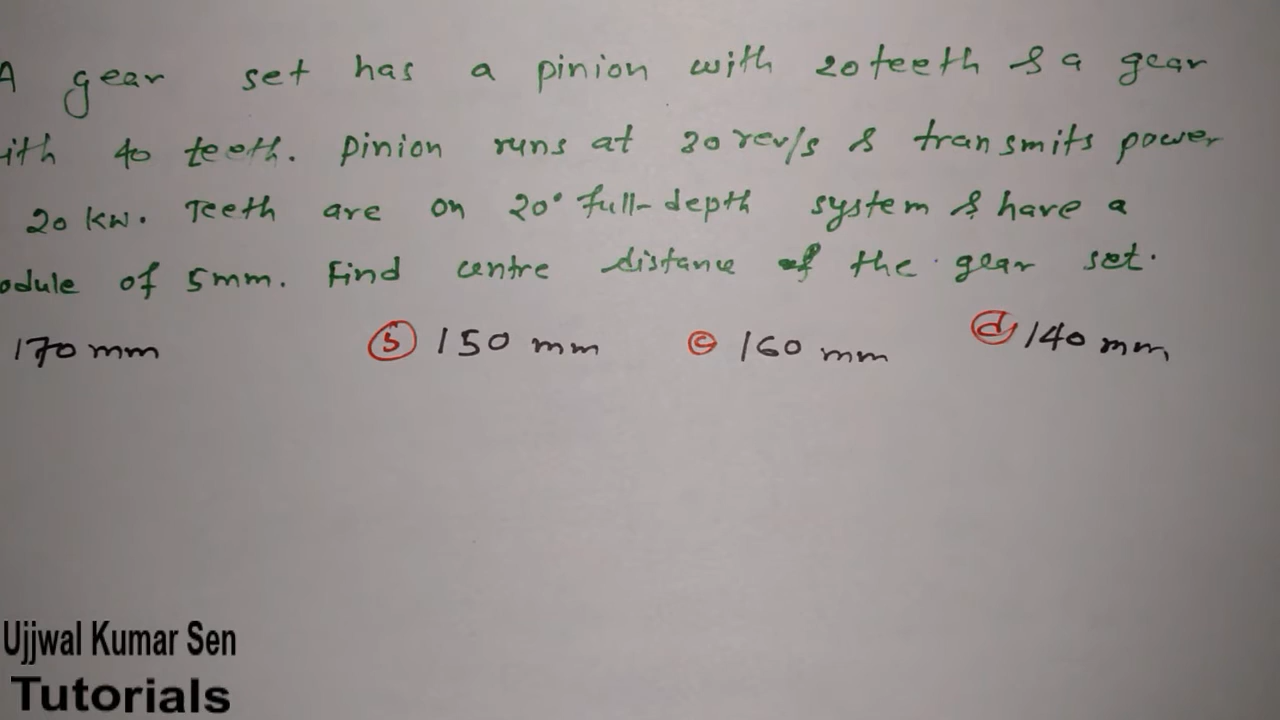 A gear set has a pinion with 20 teeth & a gear
ith 40 teeth. Pinion runs at 30 rev/s & transmits power
20 kw. Teeth are on 20° full-depth system & have a
odule of 5mm. Find centre distance of the gear set.
170 mm (b) 150 mm (c) 160 mm (d) 140 mm
Ujjwal Kumar Sen
Tutorials